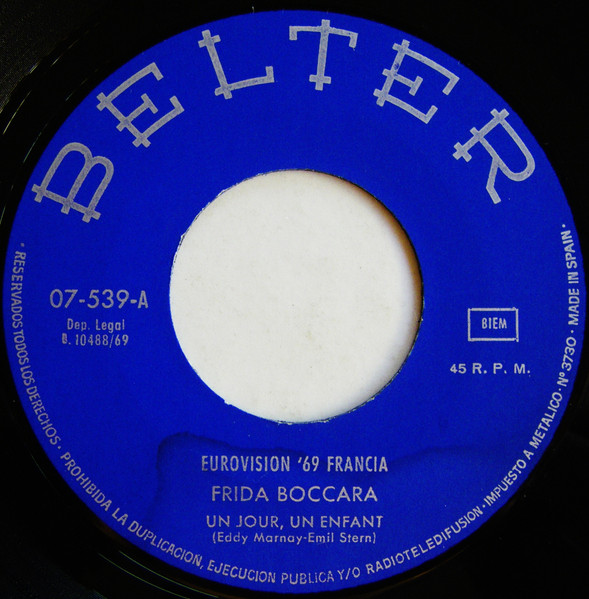 BELTER
07-539-A
Dep. Legal
B. 10488/69
BIEM
45 R. P. M.
EUROVISION '69 FRANCIA
FRIDA BOCCARA
UN JOUR, UN ENFANT
(Eddy Marnay-Emil Stern)
• RESERVADOS TODOS LOS DERECHOS • PROHIBIDA LA DUPLICACION, EJECUCION PUBLICA Y/O RADIOTELEDIFUSION • IMPUESTO A METALICO • Nº 3730 • MADE IN SPAIN •